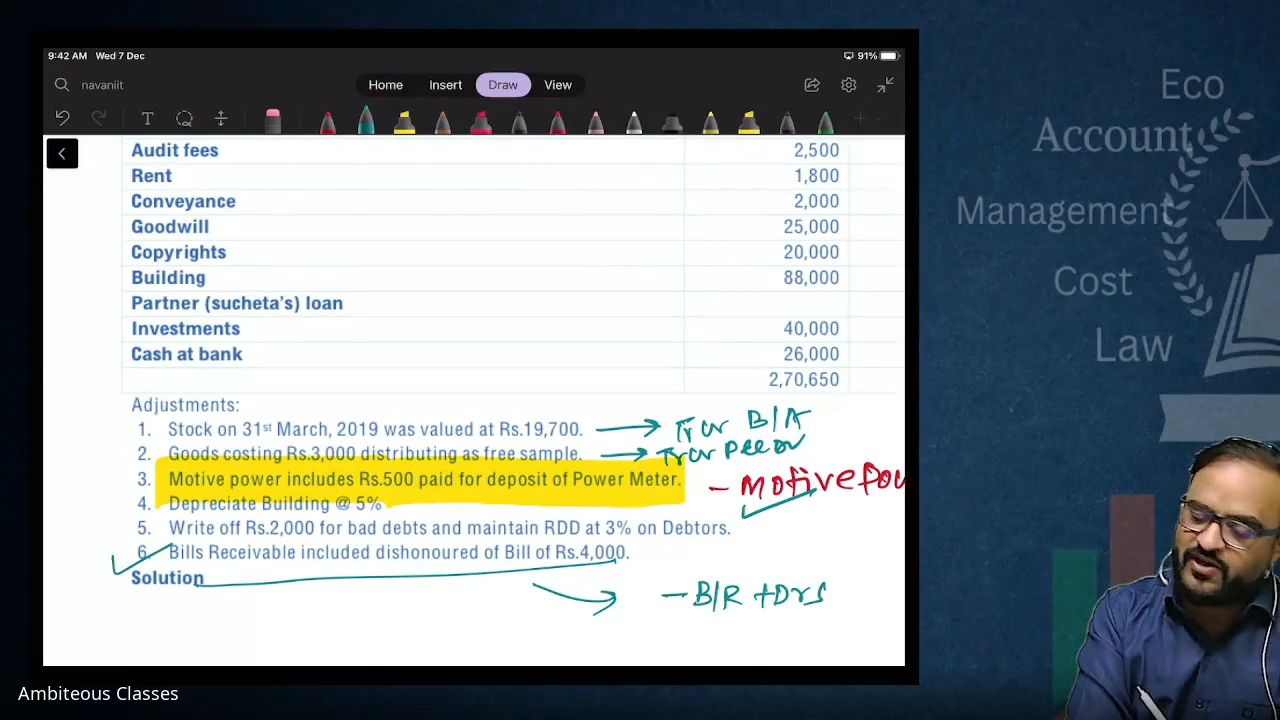 9:42 AM Wed 7 Dec
91%
navaniit
Home Insert Draw View
Audit fees 2,500
Rent 1,800
Conveyance 2,000
Goodwill 25,000
Copyrights 20,000
Building 88,000
Partner (sucheta's) loan
Investments 40,000
Cash at bank 26,000
2,70,650
Adjustments:
1. Stock on 31st March, 2019 was valued at Rs.19,700. Trar B/A
2. Goods costing Rs.3,000 distributing as free sample.
3. Motive power includes Rs.500 paid for deposit of Power Meter. - Motive Pow
4. Depreciate Building @ 5%
5. Write off Rs.2,000 for bad debts and maintain RDD at 3% on Debtors.
6. Bills Receivable included dishonoured of Bill of Rs.4,000.
Solution
- B/R + Drs
Eco
Account
Management
Cost
Law
Ambiteous Classes